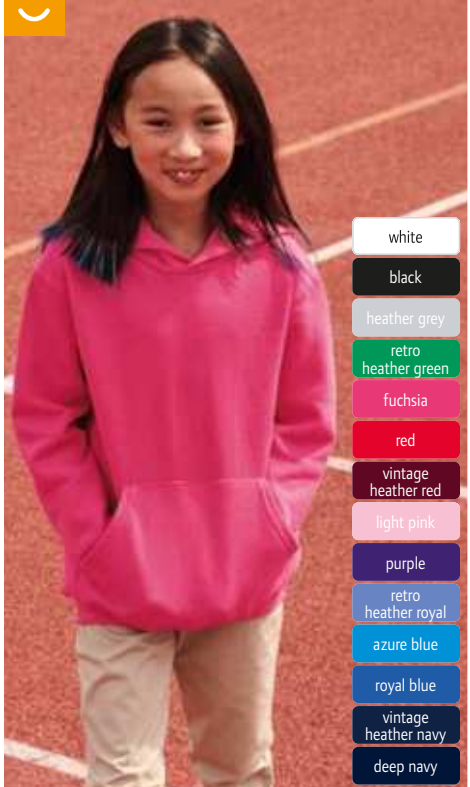 white
black
heather grey
retro
heather green
fuchsia
red
vintage
heather red
light pink
purple
retro
heather royal
azure blue
royal blue
vintage
heather navy
deep navy